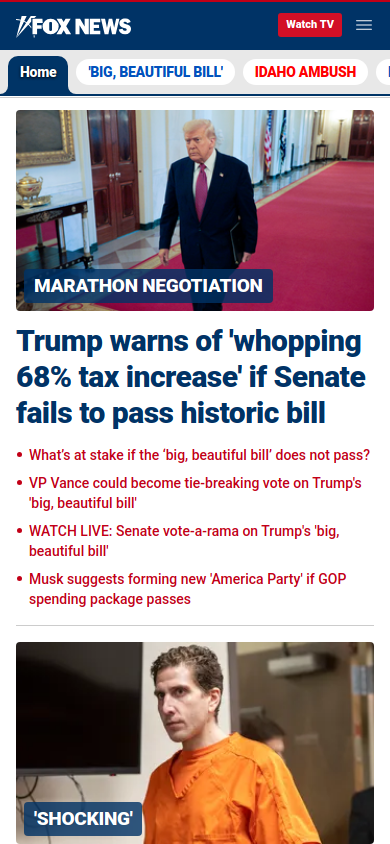 FOX NEWS
Watch TV
Home
'BIG, BEAUTIFUL BILL'
IDAHO AMBUSH
MARATHON NEGOTIATION
Trump warns of 'whopping
68% tax increase' if Senate
fails to pass historic bill
• What's at stake if the ‘big, beautiful bill’ does not pass?
• VP Vance could become tie-breaking vote on Trump's
'big, beautiful bill'
• WATCH LIVE: Senate vote-a-rama on Trump's 'big,
beautiful bill'
• Musk suggests forming new 'America Party' if GOP
spending package passes
'SHOCKING'